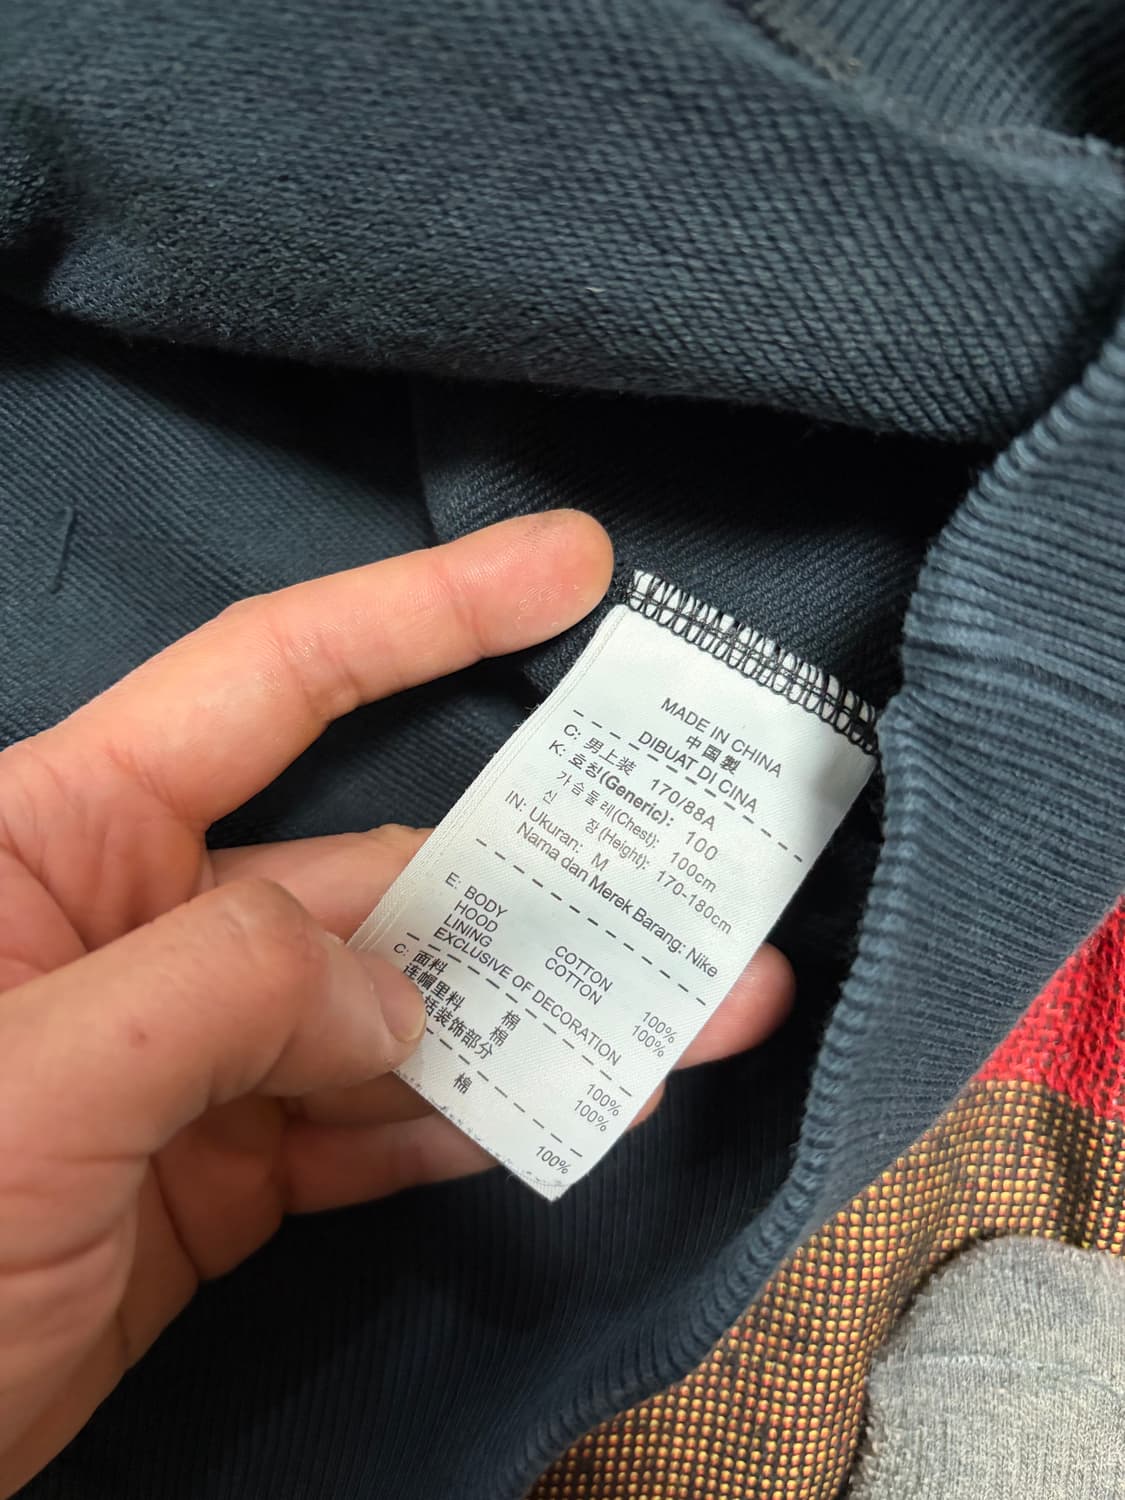 MADE IN CHINA
中国製
DIBUAT DI CINA
C: 男上装 170/88A
K: 호칭(Generic): 100
가슴둘레(Chest): 100cm
신 장(Height): 170-180cm
IN: Ukuran: M
Nama dan Merek Barang: Nike
E: BODY COTTON 100%
HOOD LINING COTTON 100%
EXCLUSIVE OF DECORATION
C: 面料 棉 100%
连帽里料 棉 100%
括装饰部分
棉 100%